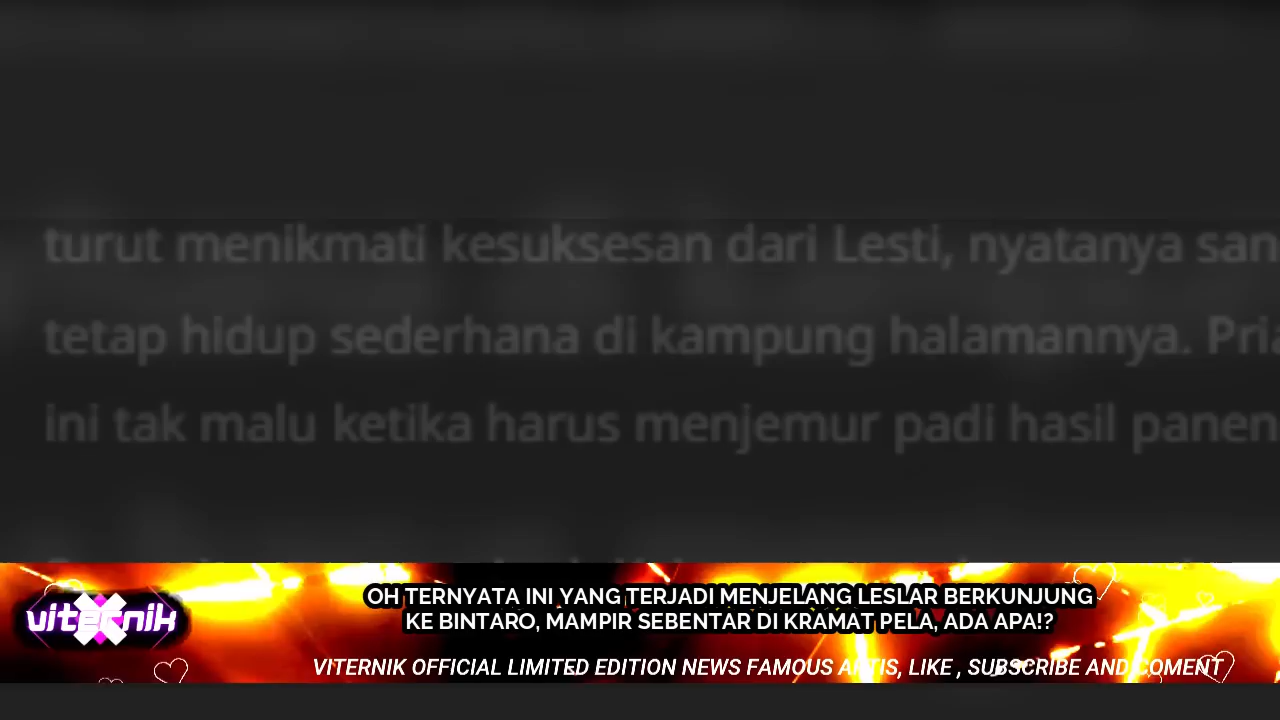 turut menikmati kesuksesan dari Lesti, nyatanya san
tetap hidup sederhana di kampung halamannya. Pria
ini tak malu ketika harus menjemur padi hasil panen
viternik
OH TERNYATA INI YANG TERJADI MENJELANG LESLAR BERKUNJUNG
KE BINTARO, MAMPIR SEBENTAR DI KRAMAT PELA, ADA APA!?
VITERNIK OFFICIAL LIMITED EDITION NEWS FAMOUS ARTIS, LIKE , SUBSCRIBE AND COMENT